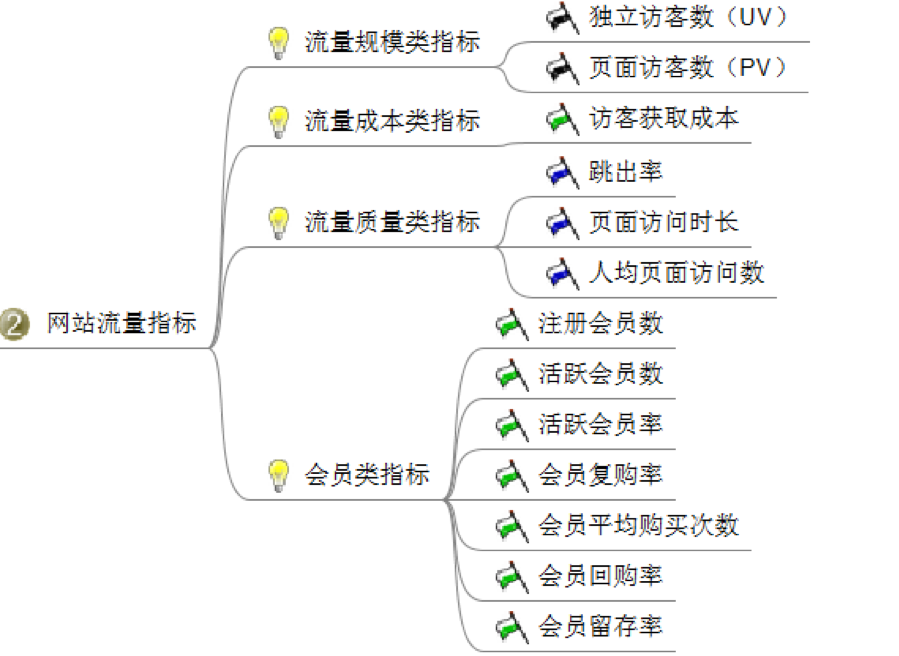 2 网站流量指标
流量规模类指标
独立访客数（UV）
页面访客数（PV）
流量成本类指标
访客获取成本
流量质量类指标
跳出率
页面访问时长
人均页面访问数
会员类指标
注册会员数
活跃会员数
活跃会员率
会员复购率
会员平均购买次数
会员回购率
会员留存率